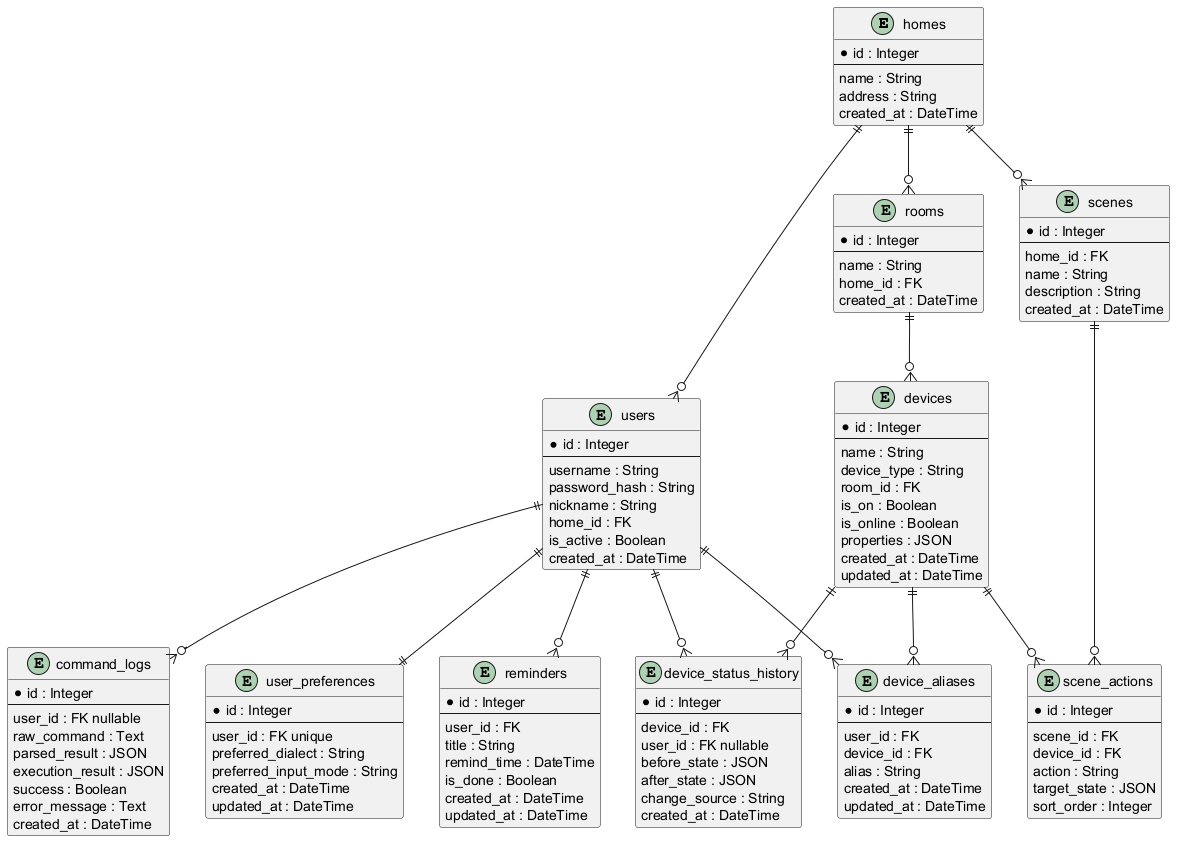 E homes
* id : Integer
name : String
address : String
created_at : DateTime
E rooms
* id : Integer
name : String
home_id : FK
created_at : DateTime
E scenes
* id : Integer
home_id : FK
name : String
description : String
created_at : DateTime
E users
* id : Integer
username : String
password_hash : String
nickname : String
home_id : FK
is_active : Boolean
created_at : DateTime
E devices
* id : Integer
name : String
device_type : String
room_id : FK
is_on : Boolean
is_online : Boolean
properties : JSON
created_at : DateTime
updated_at : DateTime
E command_logs
* id : Integer
user_id : FK nullable
raw_command : Text
parsed_result : JSON
execution_result : JSON
success : Boolean
error_message : Text
created_at : DateTime
E user_preferences
* id : Integer
user_id : FK unique
preferred_dialect : String
preferred_input_mode : String
created_at : DateTime
updated_at : DateTime
E reminders
* id : Integer
user_id : FK
title : String
remind_time : DateTime
is_done : Boolean
created_at : DateTime
updated_at : DateTime
E device_status_history
* id : Integer
device_id : FK
user_id : FK nullable
before_state : JSON
after_state : JSON
change_source : String
created_at : DateTime
E device_aliases
* id : Integer
user_id : FK
device_id : FK
alias : String
created_at : DateTime
updated_at : DateTime
E scene_actions
* id : Integer
scene_id : FK
device_id : FK
action : String
target_state : JSON
sort_order : Integer